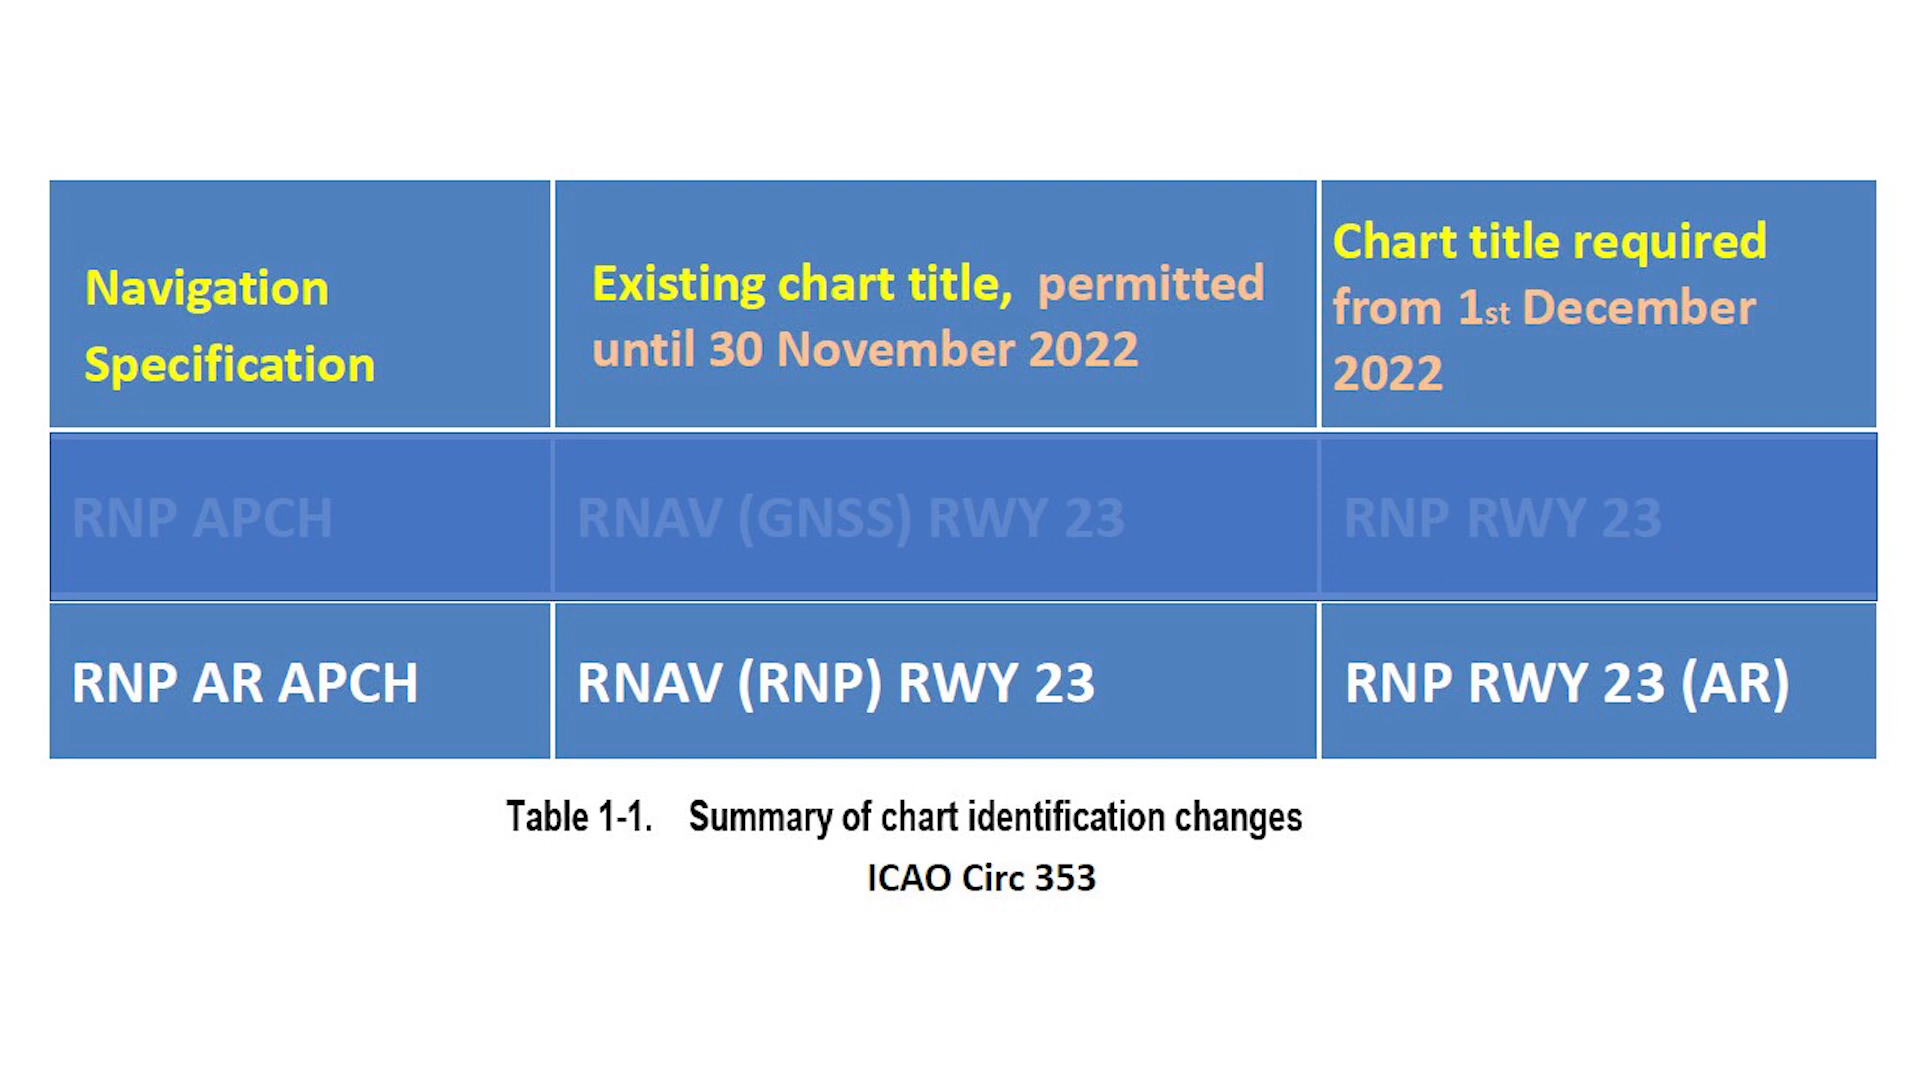 Navigation
Specification
Existing chart title, permitted
until 30 November 2022
Chart title required
from 1st December
2022
RNP APCH
RNAV (GNSS) RWY 23
RNP RWY 23
RNP AR APCH
RNAV (RNP) RWY 23
RNP RWY 23 (AR)
Table 1-1. Summary of chart identification changes
ICAO Circ 353